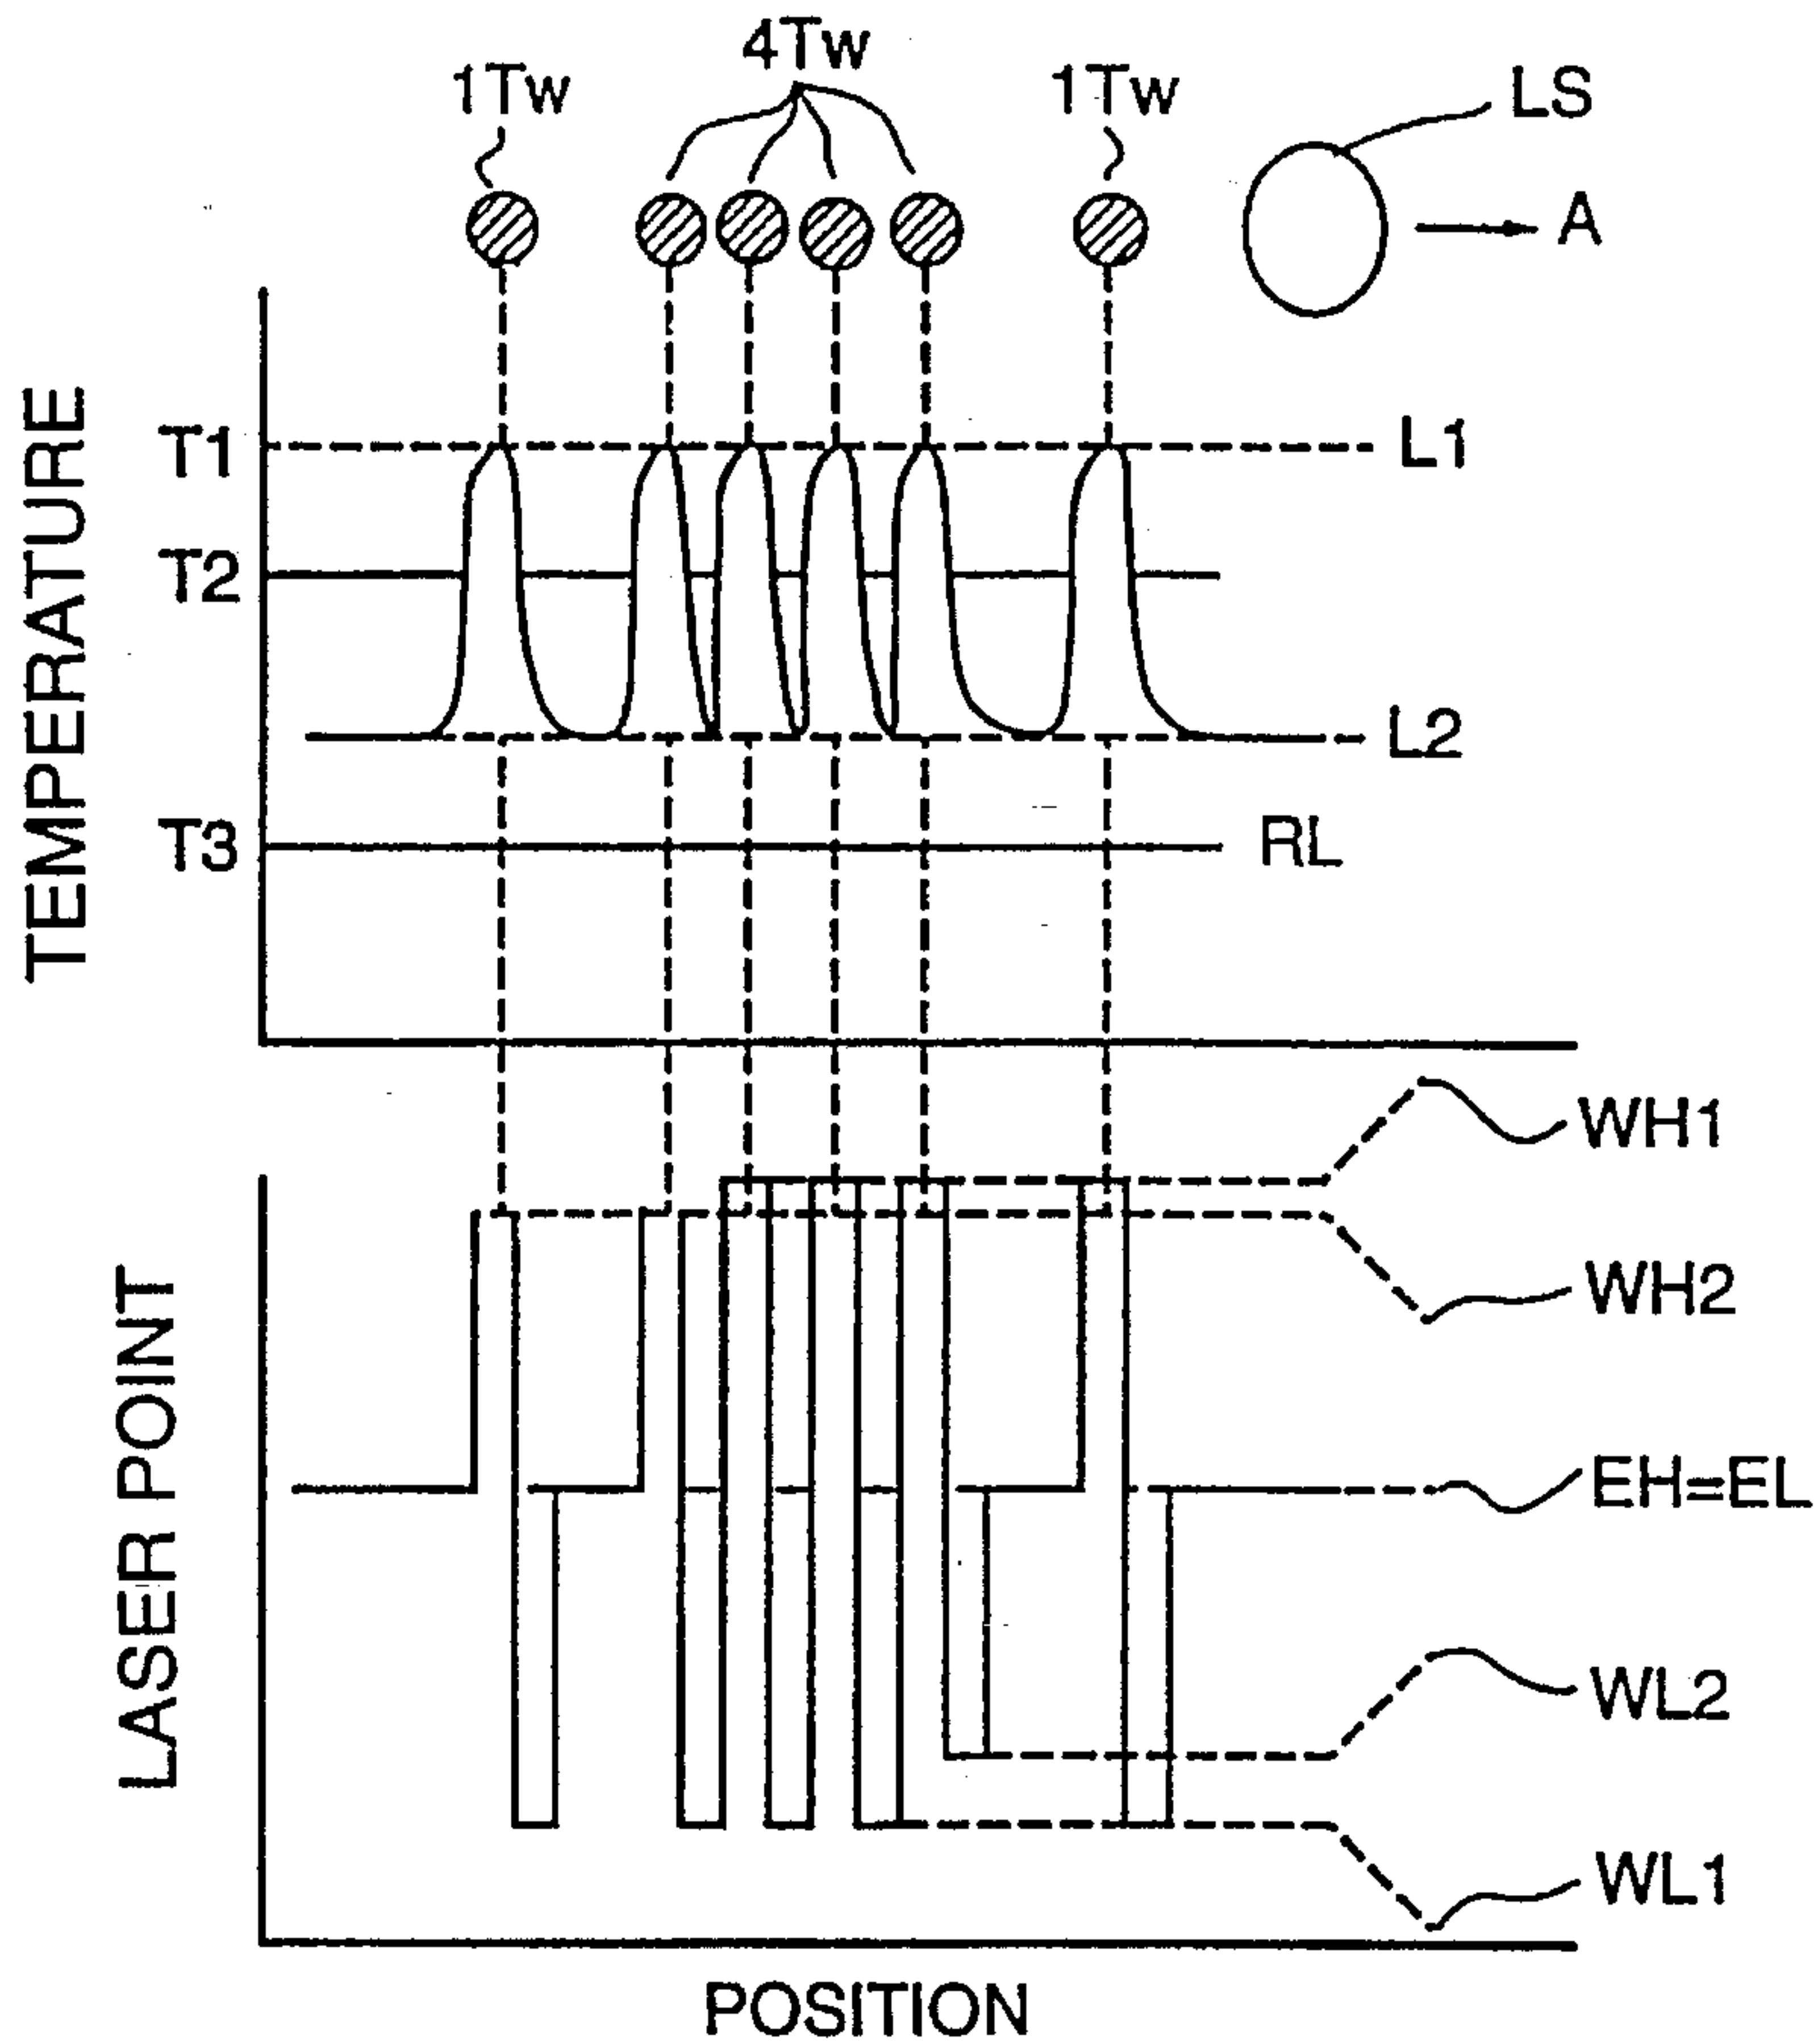 4Tw
1Tw
1Tw
LS
A
TEMPERATURE
T1
L1
T2
L2
T3
RL
WH1
WH2
LASER POINT
EH=EL
WL2
WL1
POSITION